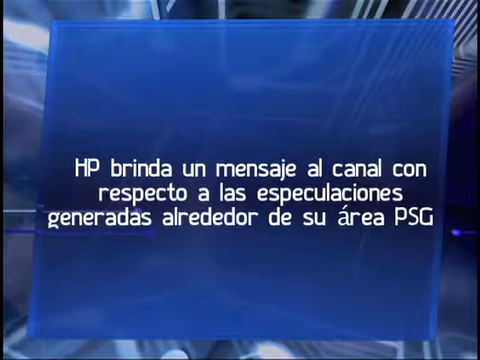 HP brinda un mensaje al canal con
respecto a las especulaciones
generadas alrededor de su área PSG